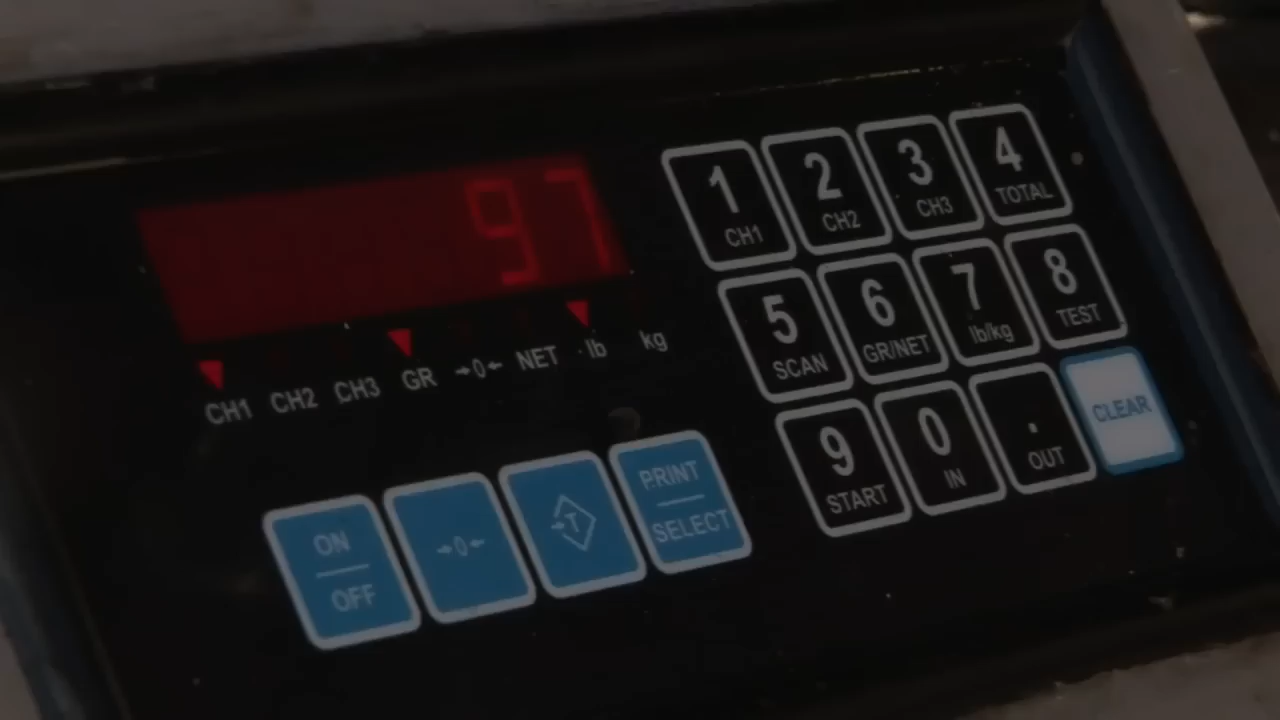 97
CH1 CH2 CH3 GR →0← NET lb kg
ON
OFF
→0←
→T←
PRINT
SELECT
1
CH1
2
CH2
3
CH3
4
TOTAL
5
SCAN
6
GR/NET
7
lb/kg
8
TEST
9
START
0
IN
.
OUT
CLEAR